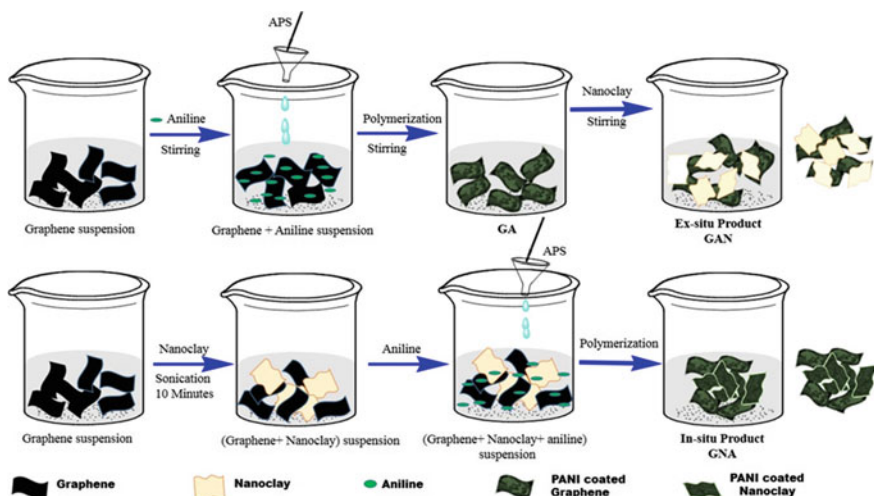 APS
Aniline
Stirring
Polymerization
Stirring
Nanoclay
Stirring
Graphene suspension
Graphene + Aniline suspension
GA
Ex-situ Product
GAN
APS
Nanoclay
Sonication
10 Minutes
Aniline
Polymerization
Graphene suspension
(Graphene+ Nanoclay) suspension
(Graphene+ Nanoclay+ aniline)
suspension
In-situ Product
GNA
Graphene
Nanoclay
Aniline
PANI coated
Graphene
PANI coated
Nanoclay